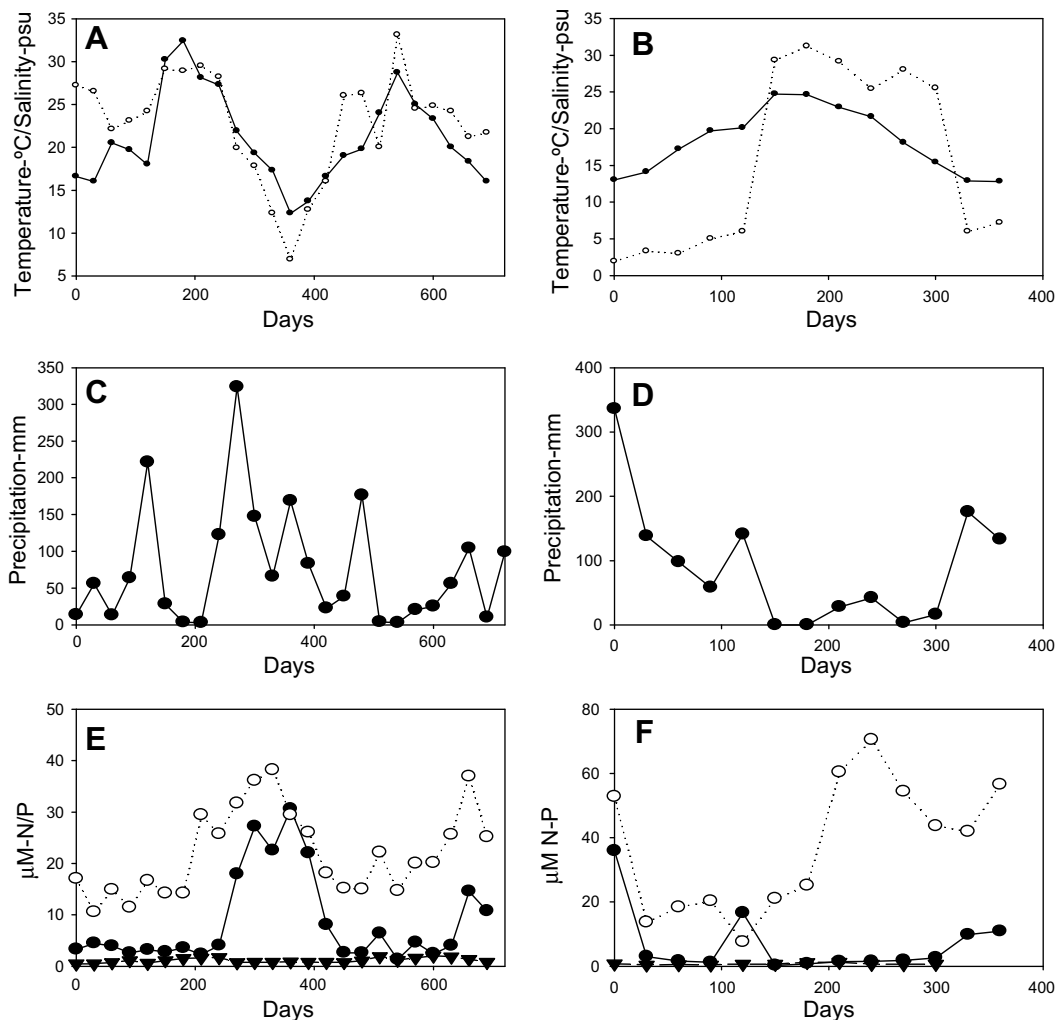 A
Temperature-ºC/Salinity-psu
35
30
25
20
15
10
5
0 200 400 600
Days
B
Temperature-ºC/Salinity-psu
35
30
25
20
15
10
5
0
0 100 200 300 400
Days
C
Precipitation-mm
350
300
250
200
150
100
50
0
0 200 400 600
Days
D
Precipitation-mm
400
300
200
100
0
0 100 200 300 400
Days
E
µM-N/P
50
40
30
20
10
0
0 200 400 600
Days
F
µM N-P
80
60
40
20
0
0 100 200 300 400
Days